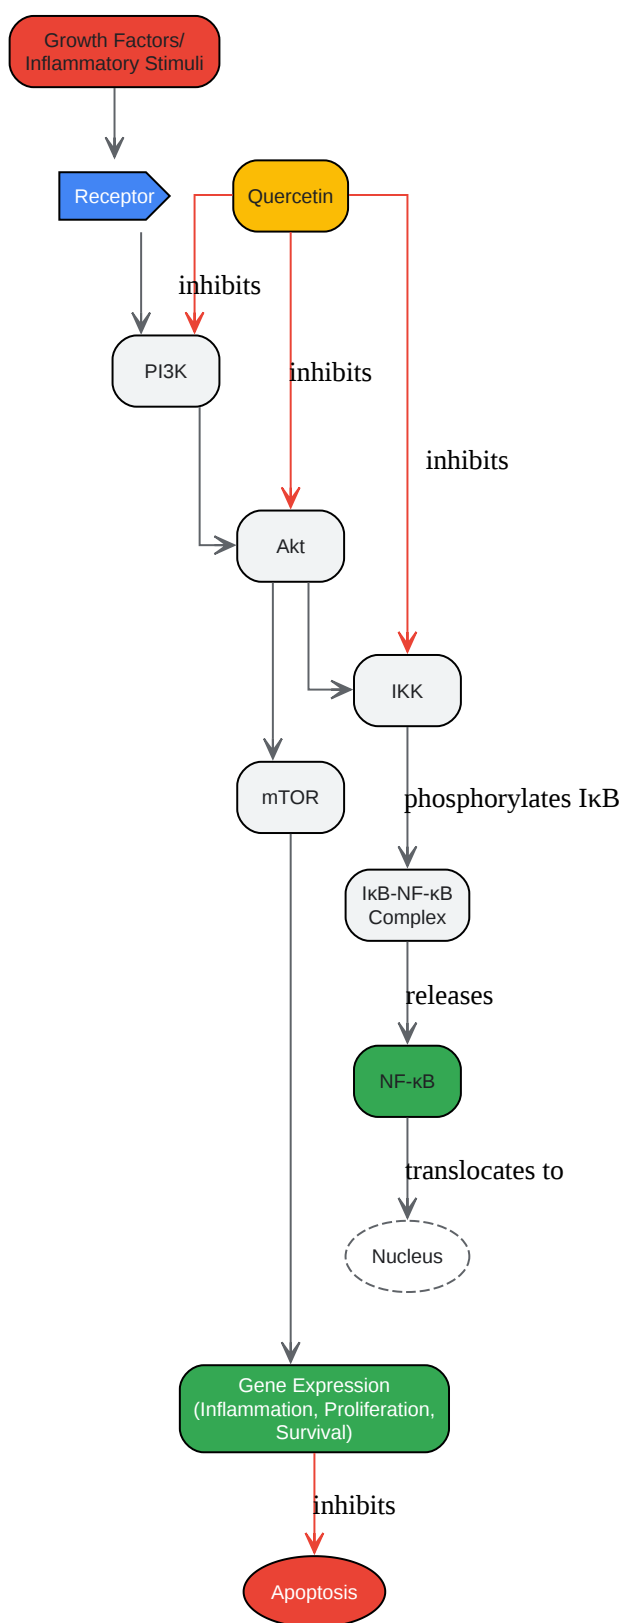 Growth Factors/
Inflammatory Stimuli
Receptor
Quercetin
inhibits
PI3K
inhibits
inhibits
Akt
IKK
mTOR
phosphorylates IκB
IκB-NF-κB
Complex
releases
NF-κB
translocates to
Nucleus
Gene Expression
(Inflammation, Proliferation,
Survival)
inhibits
Apoptosis